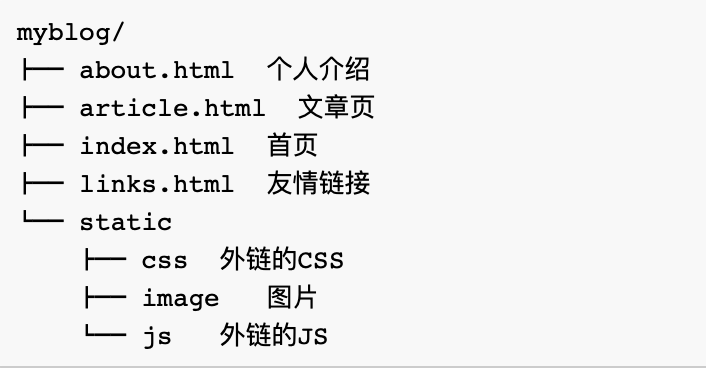 myblog/
├── about.html  个人介绍
├── article.html  文章页
├── index.html  首页
├── links.html  友情链接
└── static
    ├── css  外链的CSS
    ├── image   图片
    └── js   外链的JS